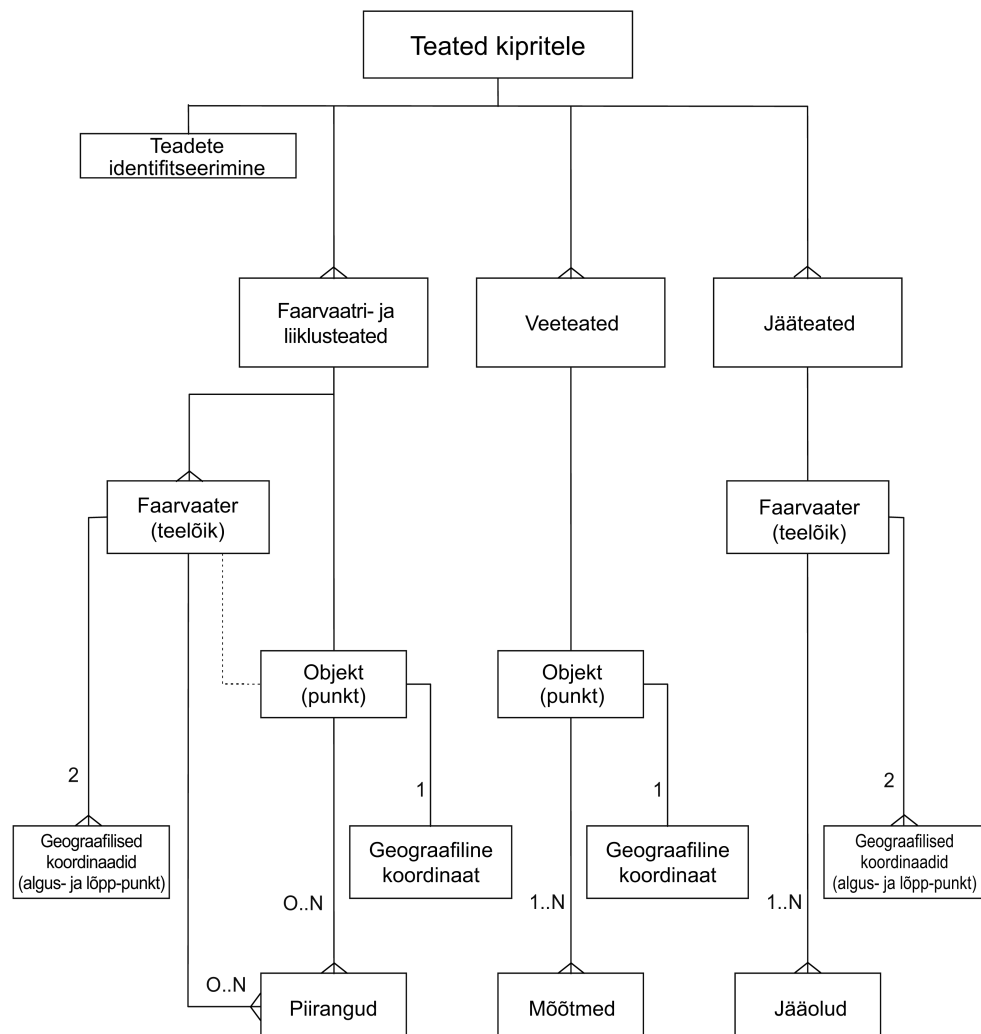 Teated kipritele
Teadete
identifitseerimine
Faarvaatri- ja
liiklusteated
Veeteated
Jääteated
Faarvaater
(teelõik)
Faarvaater
(teelõik)
Objekt
(punkt)
Objekt
(punkt)
2
1
1
2
Geograafilised
koordinaadid
(algus- ja lõpp-punkt)
Geograafiline
koordinaat
Geograafiline
koordinaat
Geograafilised
koordinaadid
(algus- ja lõpp-punkt)
O..N
1..N
1..N
O..N
Piirangud
Mõõtmed
Jääolud